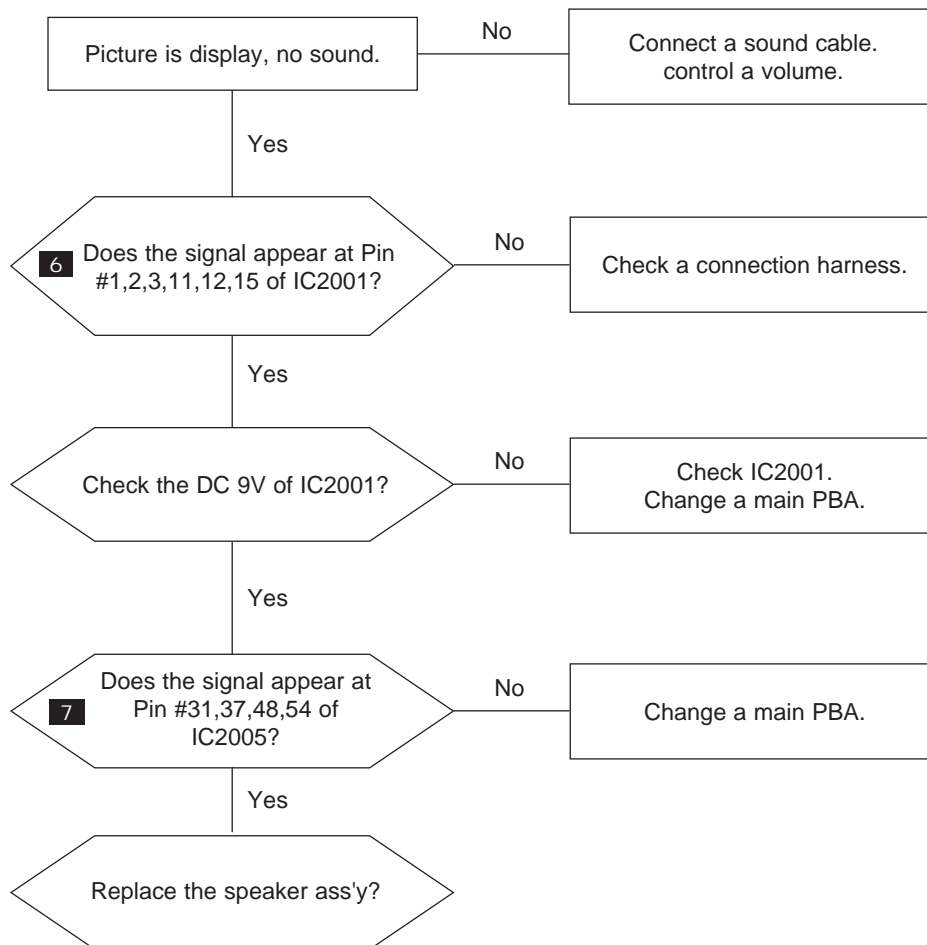 Picture is display, no sound.
No
Connect a sound cable.
control a volume.
Yes
6
Does the signal appear at Pin
#1,2,3,11,12,15 of IC2001?
No
Check a connection harness.
Yes
Check the DC 9V of IC2001?
No
Check IC2001.
Change a main PBA.
Yes
7
Does the signal appear at
Pin #31,37,48,54 of
IC2005?
No
Change a main PBA.
Yes
Replace the speaker ass'y?